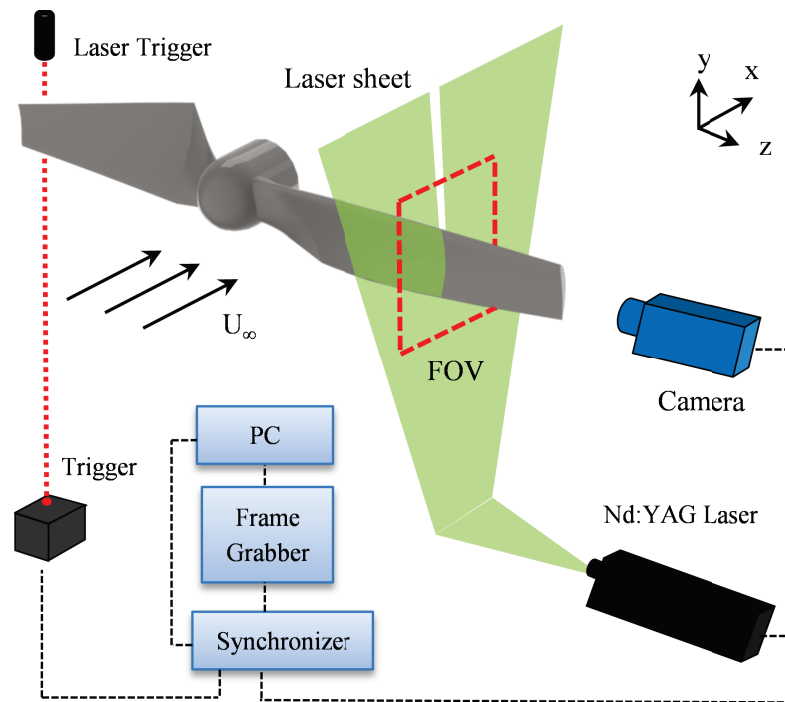 Laser Trigger
Laser sheet
y
x
z
U∞
FOV
Camera
PC
Trigger
Frame
Grabber
Nd:YAG Laser
Synchronizer